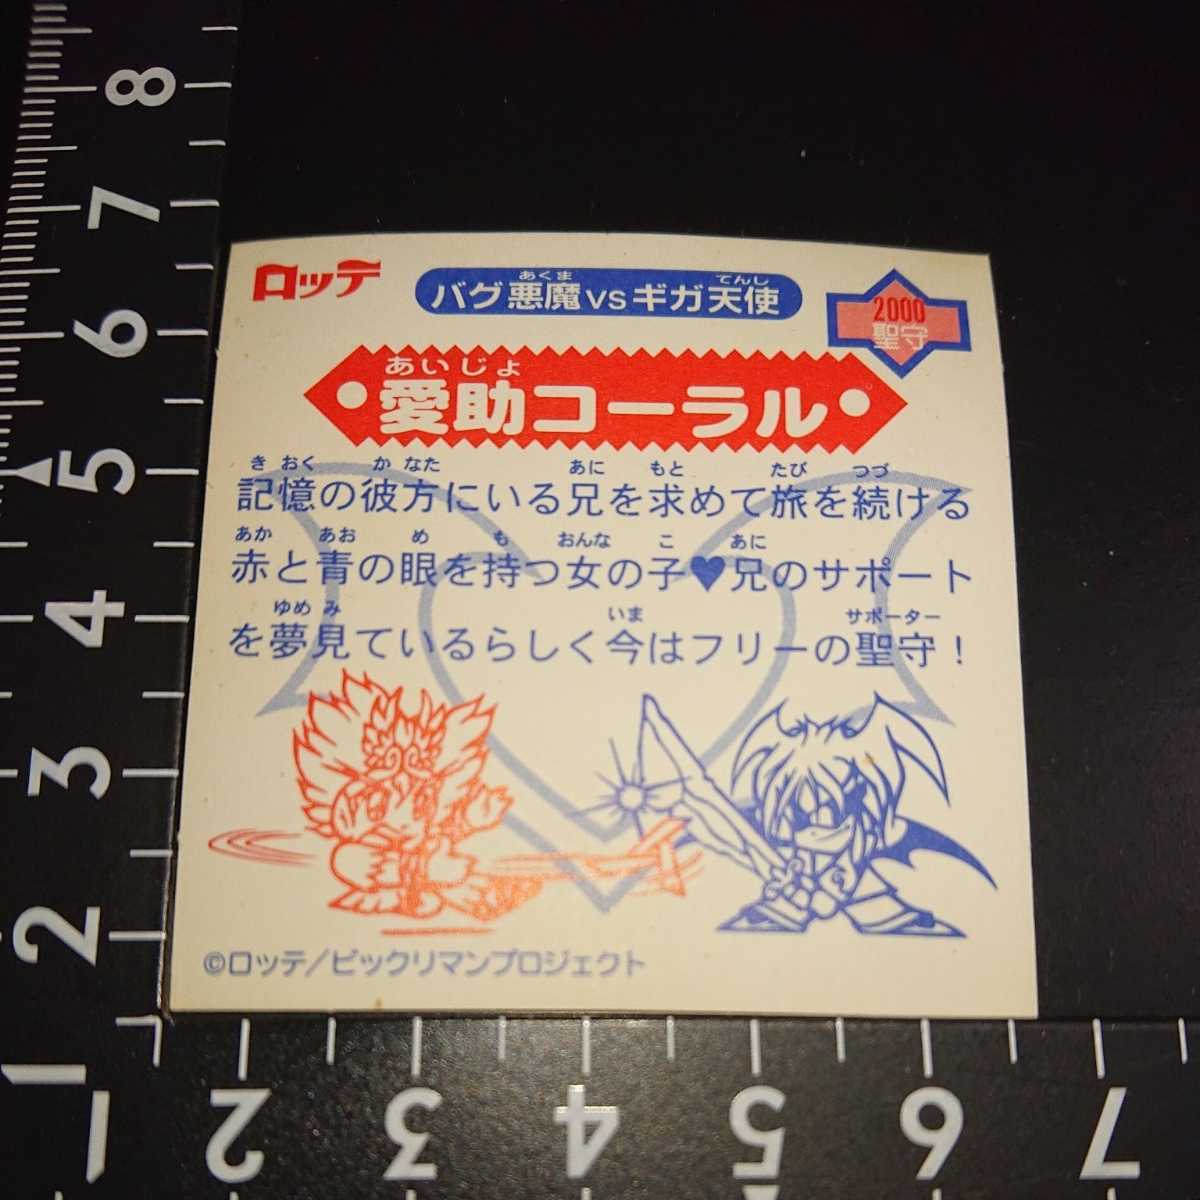 ロッテ
あくま てんし
バグ悪魔vsギガ天使
2000
聖守
あいじょ
愛助コーラル
きおく かなた あに もと たび つづ
記憶の彼方にいる兄を求めて旅を続ける
あか あお め も おんな こ あに
赤と青の眼を持つ女の子♥兄のサポート
ゆめみ いま サポーター
を夢見ているらしく今はフリーの聖守！
©ロッテ/ビックリマンプロジェクト
8
7
6
5
4
3
2
1
1 2 3 4 5 6 7